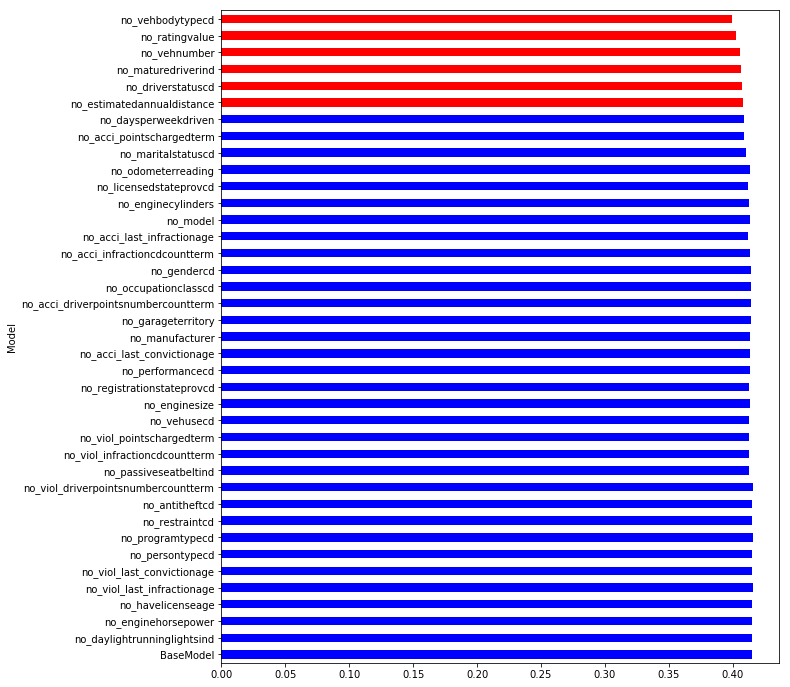 no_vehbodytypecd
no_ratingvalue
no_vehnumber
no_maturedriverind
no_driverstatuscd
no_estimatedannualdistance
no_daysperweekdriven
no_acci_pointschargedterm
no_maritalstatuscd
no_odometerreading
no_licensedstateprovcd
no_enginecylinders
no_model
no_acci_last_infractionage
no_acci_infractioncdcountterm
no_gendercd
no_occupationclasscd
no_acci_driverpointsnumbercountterm
no_garageterritory
no_manufacturer
no_acci_last_convictionage
no_performancecd
no_registrationstateprovcd
no_enginesize
no_vehusecd
no_viol_pointschargedterm
no_viol_infractioncdcountterm
no_passiveseatbeltind
no_viol_driverpointsnumbercountterm
no_antitheftcd
no_restraintcd
no_programtypecd
no_persontypecd
no_viol_last_convictionage
no_viol_last_infractionage
no_havelicenseage
no_enginehorsepower
no_daylightrunninglightsind
BaseModel
Model
0.00 0.05 0.10 0.15 0.20 0.25 0.30 0.35 0.40